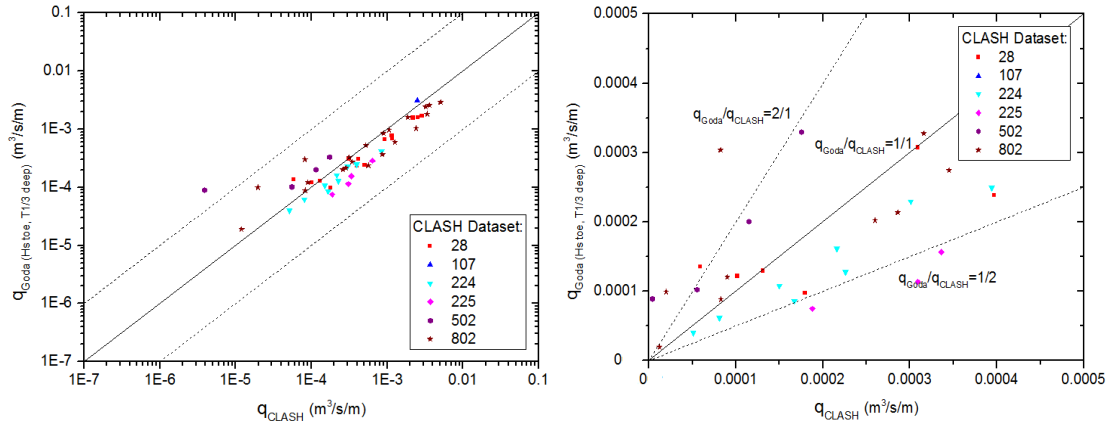 0.1
0.01
1E-3
1E-4
1E-5
1E-6
1E-7
q_Goda (Hs toe, T1/3 deep) (m³/s/m)
1E-7 1E-6 1E-5 1E-4 1E-3 0.01 0.1
q_CLASH (m³/s/m)
CLASH Dataset:
28
107
224
225
502
802
0.0005
0.0004
0.0003
0.0002
0.0001
0
q_Goda (Hs toe, T1/3 deep) (m³/s/m)
0 0.0001 0.0002 0.0003 0.0004 0.0005
q_CLASH (m³/s/m)
q_Goda/q_CLASH=2/1
q_Goda/q_CLASH=1/1
q_Goda/q_CLASH=1/2
CLASH Dataset:
28
107
224
225
502
802